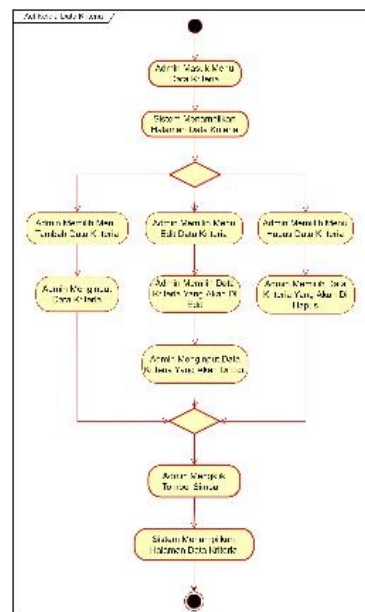 Data Kriteria
Admin Masuk Menu
Data Kriteria
Sistem Menampilkan
Halaman Data Kriteria
Admin Memilih Menu
Tambah Data Kriteria
Admin Memilih Menu
Edit Data Kriteria
Admin Memilih Menu
Hapus Data Kriteria
Admin Menginput
Data Kriteria
Admin Memilih Data
Kriteria Yang Akan Di
Edit
Admin Memilih Data
Kriteria Yang Akan Di
Hapus
Admin Menginput Data
Kriteria Yang Akan Di
Admin Mengklik
Tombol Simpan
Sistem Menampilkan
Halaman Data Kriteria